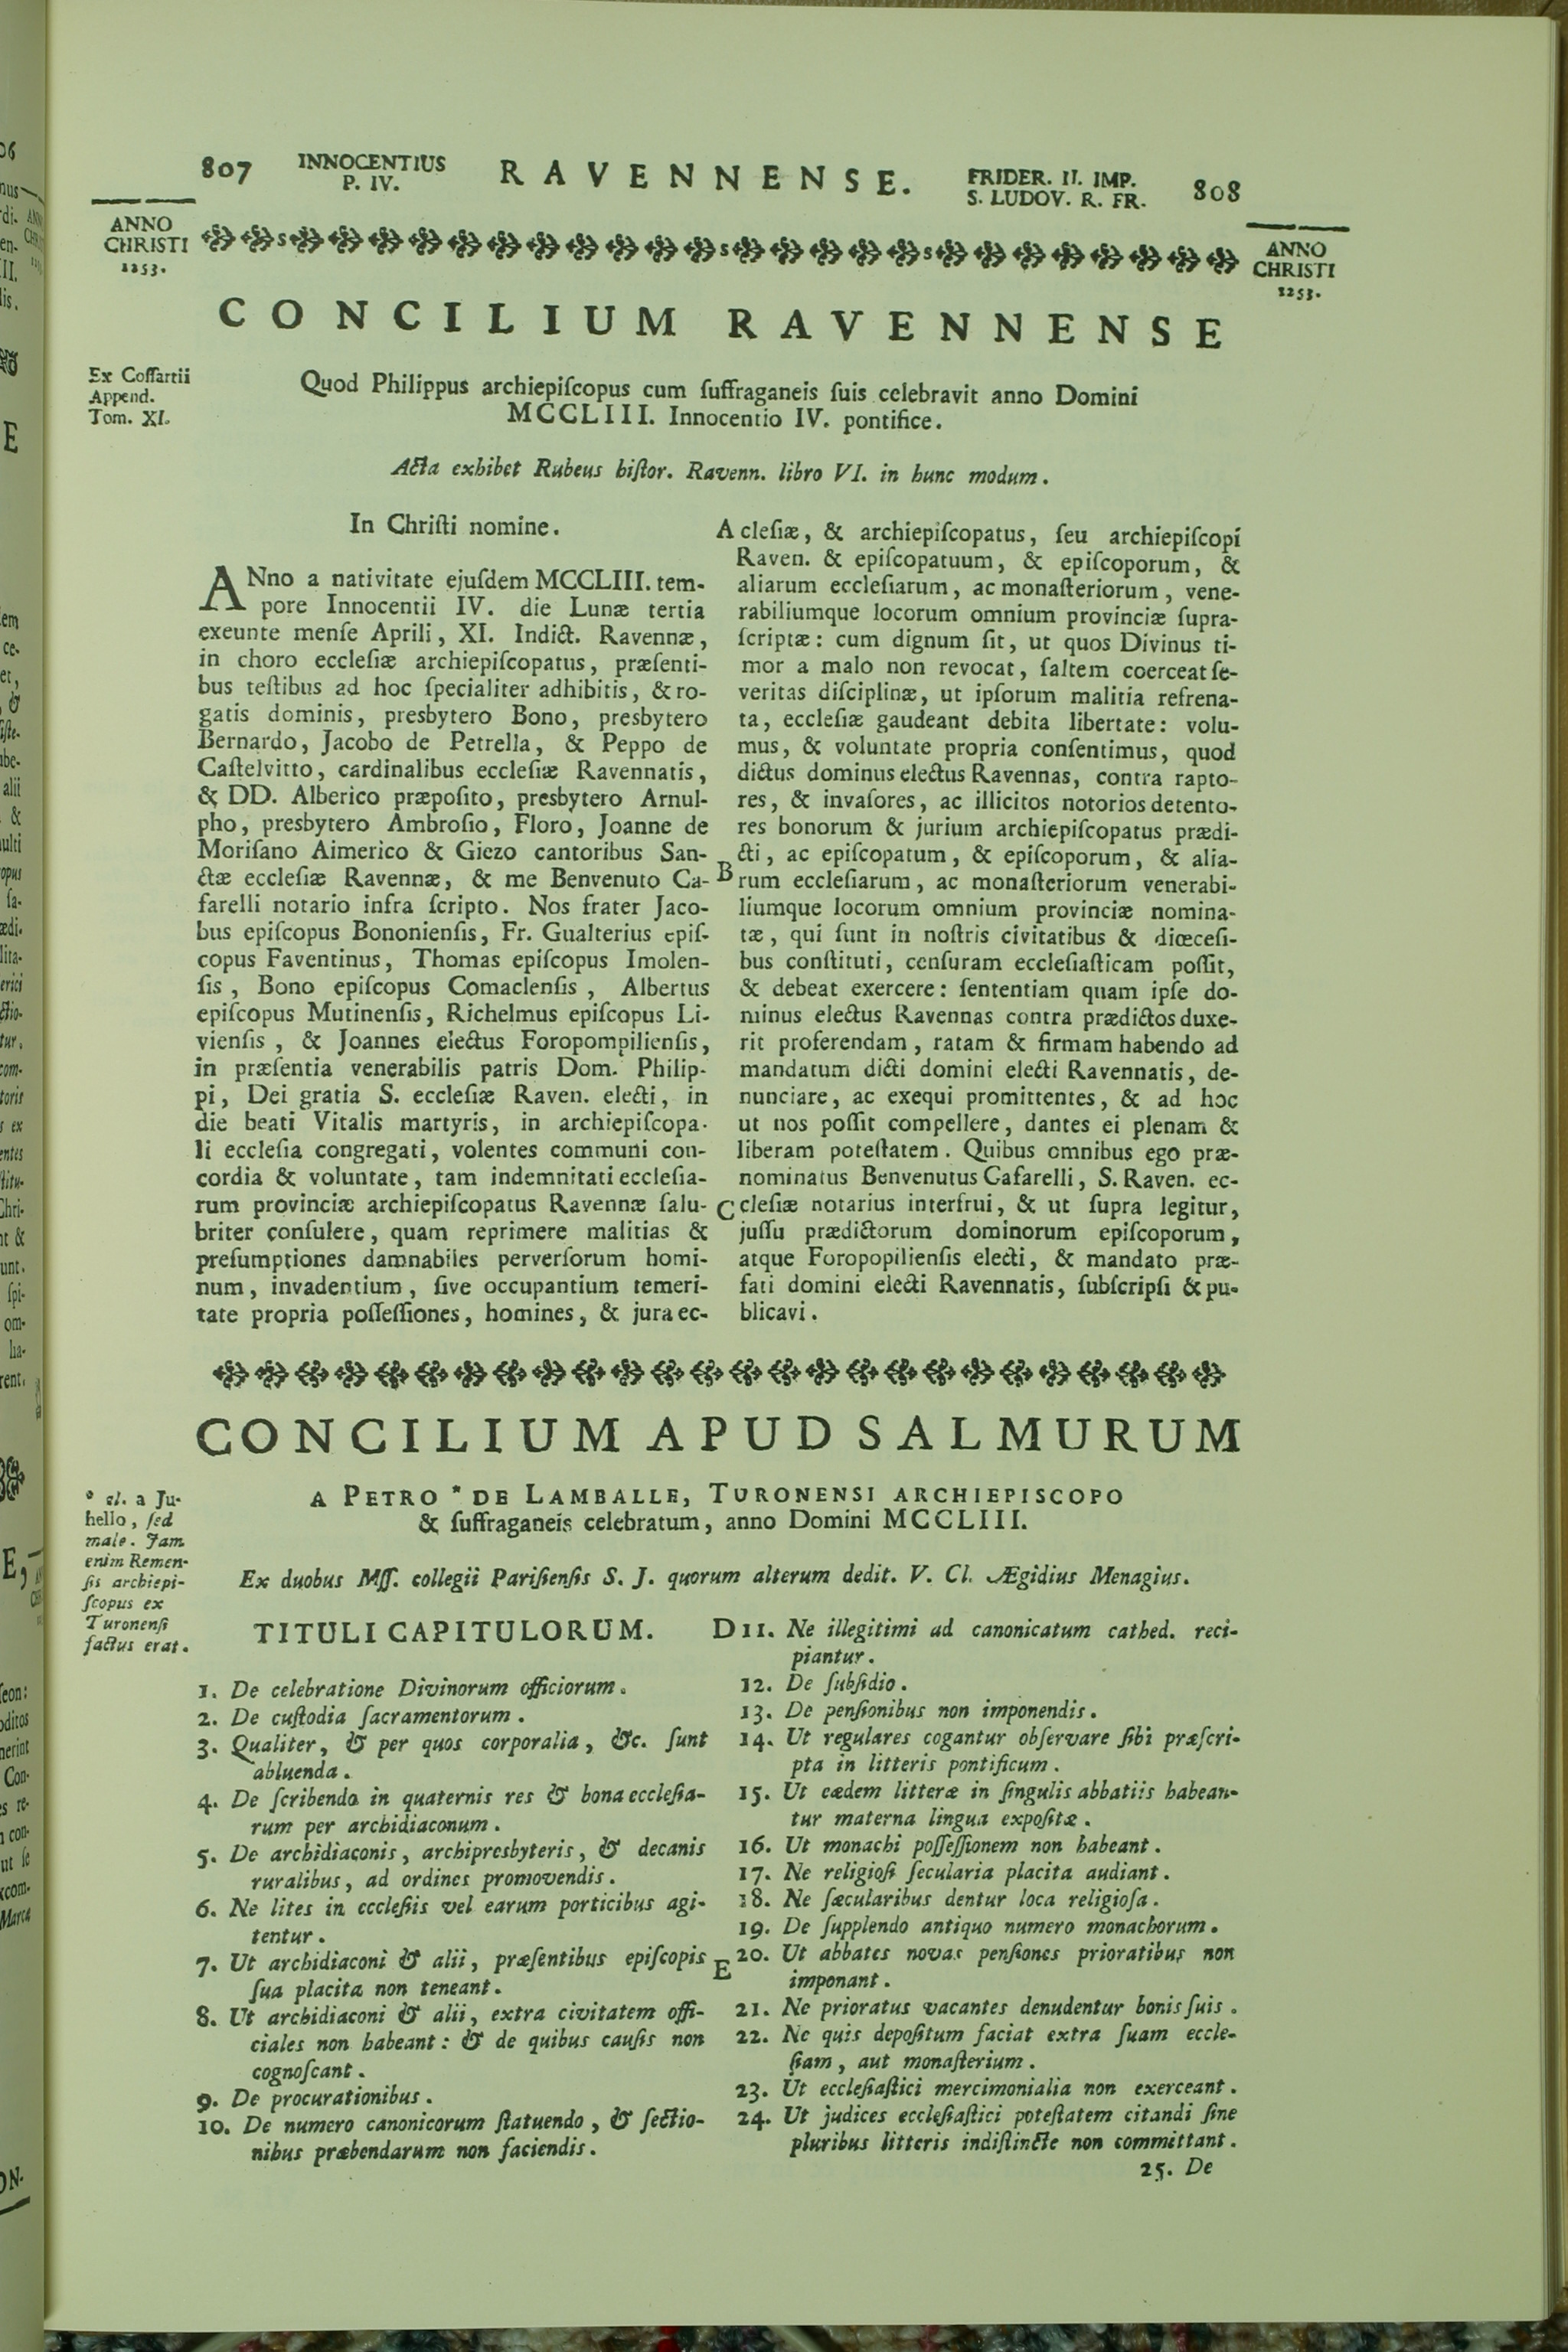 807 INNOCENTIUS P. IV. RAVENNENSE. FRIDER. II. IMP. S. LUDOV. R. FR. 808
ANNO
CHRISTI
1253.
ANNO
CHRISTI
1253.
CONCILIUM RAVENNENSE
Ex Coſſartii
Append.
Tom. XI.
Quod Philippus archiepiſcopus cum ſuffraganeis ſuis celebravit anno Domini
MCCLIII. Innocentio IV. pontifice.
Acta exhibet Rubeus hiſtor. Ravenn. libro VI. in hunc modum.
In Chriſti nomine.
ANno a nativitate ejuſdem MCCLIII. tem-
pore Innocentii IV. die Lunæ tertia
exeunte menſe Aprili, XI. Indict. Ravennæ,
in choro eccleſiæ archiepiſcopatus, præſenti-
bus teſtibus ad hoc ſpecialiter adhibitis, & ro-
gatis dominis, presbytero Bono, presbytero
Bernardo, Jacobo de Petrella, & Peppo de
Caſtelvitto, cardinalibus eccleſiæ Ravennatis,
& DD. Alberico præpoſito, presbytero Arnul-
pho, presbytero Ambroſio, Floro, Joanne de
Moriſano Aimerico & Giezo cantoribus San-
ctæ eccleſiæ Ravennæ, & me Benvenuto Ca-
farelli notario infra ſcripto. Nos frater Jaco-
bus epiſcopus Bononienſis, Fr. Gualterius epiſ-
copus Faventinus, Thomas epiſcopus Imolen-
ſis, Bono epiſcopus Comaclenſis, Albertus
epiſcopus Mutinenſis, Richelmus epiſcopus Li-
vienſis, & Joannes electus Foropompilienſis,
in præſentia venerabilis patris Dom. Philip-
pi, Dei gratia S. eccleſiæ Raven. electi, in
die beati Vitalis martyris, in archiepiſcopa-
li eccleſia congregati, volentes communi con-
cordia & voluntate, tam indemnitati eccleſia-
rum provinciæ archiepiſcopatus Ravennæ ſalu-
briter conſulere, quam reprimere malitias &
preſumptiones damnabiles perverſorum homi-
num, invadentium, ſive occupantium temeri-
tate propria poſſeſſiones, homines, & jura ec-
A cleſiæ, & archiepiſcopatus, ſeu archiepiſcopi
Raven. & epiſcopatuum, & epiſcoporum, &
aliarum eccleſiarum, ac monaſteriorum, vene-
rabiliumque locorum omnium provinciæ ſupra-
ſcriptæ: cum dignum ſit, ut quos Divinus ti-
mor a malo non revocat, ſaltem coerceat ſe-
veritas diſciplinæ, ut ipſorum malitia refrena-
ta, eccleſiæ gaudeant debita libertate: volu-
mus, & voluntate propria conſentimus, quod
dictus dominus electus Ravennas, contra rapto-
res, & invaſores, ac illicitos notorios detento-
res bonorum & jurium archiepiſcopatus prædi-
cti, ac epiſcopatum, & epiſcoporum, & alia-
B rum eccleſiarum, ac monaſteriorum venerabi-
liumque locorum omnium provinciæ nomina-
tæ, qui ſunt in noſtris civitatibus & diœceſi-
bus conſtituti, cenſuram eccleſiaſticam poſſit,
& debeat exercere: ſententiam quam ipſe do-
minus electus Ravennas contra prædictos duxe-
rit proferendam, ratam & firmam habendo ad
mandatum dicti domini electi Ravennatis, de-
nunciare, ac exequi promittentes, & ad hoc
ut nos poſſit compellere, dantes ei plenam &
liberam poteſtatem. Quibus omnibus ego præ-
nominatus Benvenutus Gafarelli, S. Raven. ec-
C cleſiæ notarius interfrui, & ut ſupra legitur,
juſſu prædictorum dominorum epiſcoporum,
atque Foropopilienſis electi, & mandato præ-
fati domini electi Ravennatis, ſubſcripſi & pu-
blicavi.
CONCILIUM APUD SALMURUM
* al. a Ju-
hello, ſed
male. Jam
enim Remen-
ſis archiepi-
ſcopus ex
Turonenſi
factus erat.
A PETRO * DE LAMBALLE, TURONENSI ARCHIEPISCOPO
& ſuffraganeis celebratum, anno Domini MCCLIII.
Ex duobus Mſſ. collegii Pariſienſis S. J. quorum alterum dedit. V. Cl. Ægidius Menagius.
TITULI CAPITULORUM.
1. De celebratione Divinorum officiorum.
2. De cuſtodia ſacramentorum.
3. Qualiter, & per quos corporalia, &c. ſunt
abluenda.
4. De ſcribendo in quaternis res & bona eccleſia-
rum per archidiaconum.
5. De archidiaconis, archipresbyteris, & decanis
ruralibus, ad ordines promovendis.
6. Ne lites in eccleſiis vel earum porticibus agi-
tentur.
7. Ut archidiaconi & alii, præſentibus epiſcopis
ſua placita non teneant.
8. Ut archidiaconi & alii, extra civitatem offi-
ciales non habeant: & de quibus cauſis non
cognoſcant.
9. De procurationibus.
10. De numero canonicorum ſtatuendo, & ſectio-
nibus præbendarum non faciendis.
D 11. Ne illegitimi ad canonicatum cathed. reci-
piantur.
12. De ſubſidio.
13. De penſionibus non imponendis.
14. Ut regulares cogantur obſervare ſibi præſcri-
pta in litteris pontificum.
15. Ut eædem litteræ in ſingulis abbatiis habean-
tur materna lingua expoſitæ.
16. Ut monachi poſſeſſionem non habeant.
17. Ne religioſi ſecularia placita audiant.
18. Ne ſæcularibus dentur loca religioſa.
19. De ſupplendo antiquo numero monachorum.
E 20. Ut abbates novas penſiones prioratibus non
imponant.
21. Ne prioratus vacantes denudentur bonis ſuis.
22. Ne quis depoſitum faciat extra ſuam eccle-
ſiam, aut monaſterium.
23. Ut eccleſiaſtici mercimonialia non exerceant.
24. Ut judices eccleſiaſtici poteſtatem citandi ſine
pluribus litteris indiſtincte non committant.
25. De